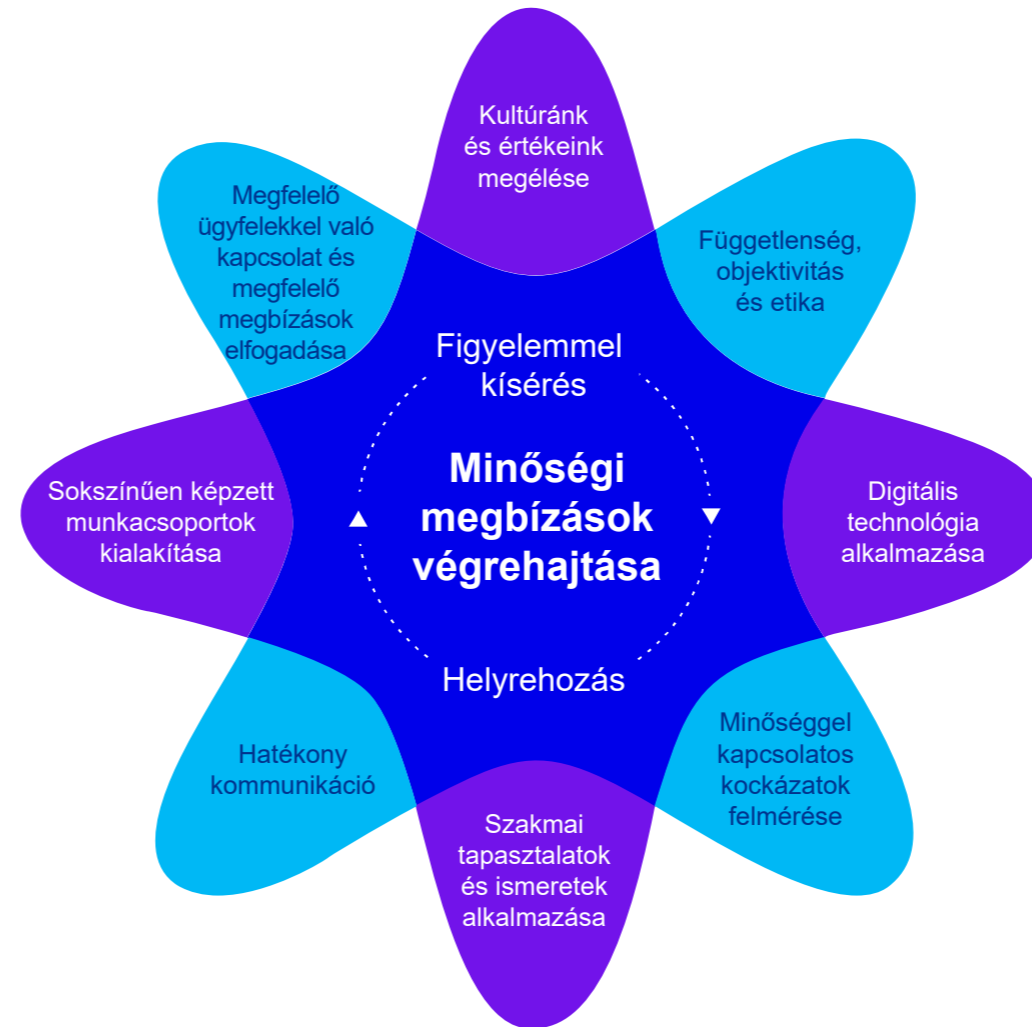 Kultúránk
és értékeink
megélése
Függetlenség,
objektivitás
és etika
Digitális
technológia
alkalmazása
Minőséggel
kapcsolatos
kockázatok
felmérése
Szakmai
tapasztalatok
és ismeretek
alkalmazása
Hatékony
kommunikáció
Sokszínűen képzett
munkacsoportok
kialakítása
Megfelelő
ügyfelekkel való
kapcsolat és
megfelelő
megbízások
elfogadása
Figyelemmel
kísérés
Minőségi
megbízások
végrehajtása
Helyrehozás